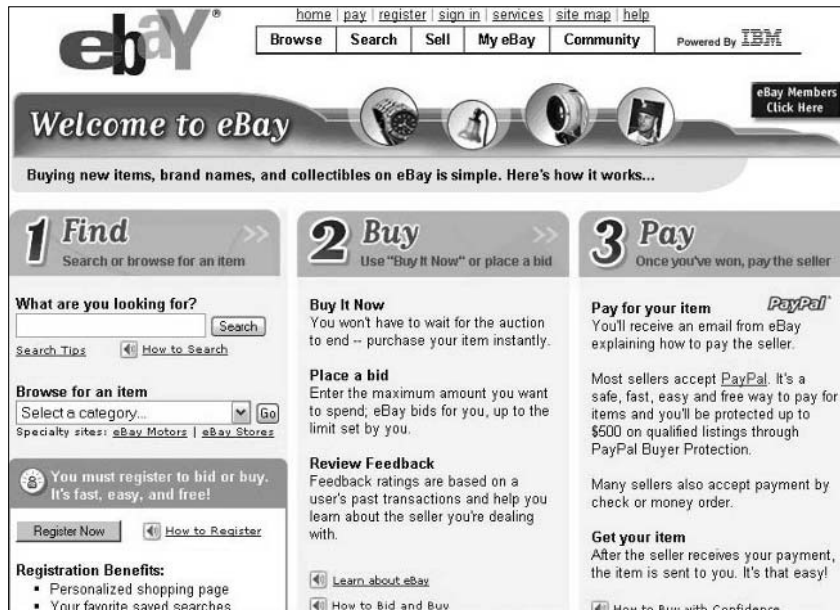 ebaY®
home | pay | register | sign in | services | site map | help
Browse Search Sell My eBay Community
Powered By IBM
Welcome to eBay
eBay Members
Click Here
Buying new items, brand names, and collectibles on eBay is simple. Here's how it works...
1 Find >>
Search or browse for an item
What are you looking for?
Search
Search Tips How to Search
Browse for an item
Select a category... Go
Specialty sites: eBay Motors | eBay Stores
You must register to bid or buy.
It's fast, easy, and free!
Register Now How to Register
Registration Benefits:
▪ Personalized shopping page
▪ Your favorite saved searches
2 Buy >>
Use "Buy It Now" or place a bid
Buy It Now
You won't have to wait for the auction
to end -- purchase your item instantly.
Place a bid
Enter the maximum amount you want
to spend; eBay bids for you, up to the
limit set by you.
Review Feedback
Feedback ratings are based on a
user's past transactions and help you
learn about the seller you're dealing
with.
Learn about eBay
How to Bid and Buy
3 Pay
Once you've won, pay the seller
Pay for your item PayPal
You'll receive an email from eBay
explaining how to pay the seller.
Most sellers accept PayPal. It's a
safe, fast, easy and free way to pay for
items and you'll be protected up to
$500 on qualified listings through
PayPal Buyer Protection.
Many sellers also accept payment by
check or money order.
Get your item
After the seller receives your payment,
the item is sent to you. It's that easy!
How to Buy with Confidence